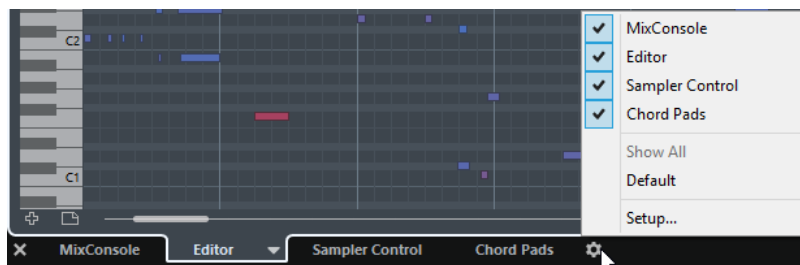 C2
C1
MixConsole
Editor
Sampler Control
Chord Pads
Show All
Default
Setup...
MixConsole Editor Sampler Control Chord Pads